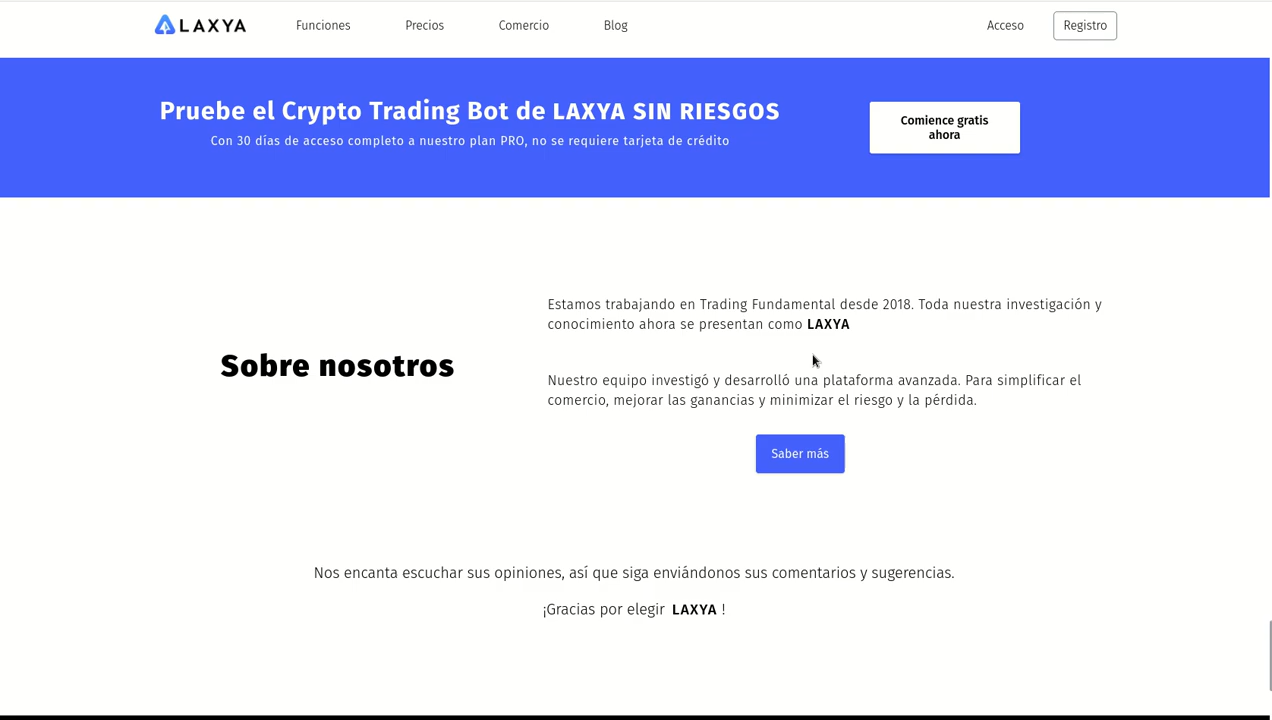 LAXYA
Funciones
Precios
Comercio
Blog
Acceso
Registro
Pruebe el Crypto Trading Bot de LAXYA SIN RIESGOS
Con 30 días de acceso completo a nuestro plan PRO, no se requiere tarjeta de crédito
Comience gratis
ahora
Sobre nosotros
Estamos trabajando en Trading Fundamental desde 2018. Toda nuestra investigación y
conocimiento ahora se presentan como LAXYA
Nuestro equipo investigó y desarrolló una plataforma avanzada. Para simplificar el
comercio, mejorar las ganancias y minimizar el riesgo y la pérdida.
Saber más
Nos encanta escuchar sus opiniones, así que siga enviándonos sus comentarios y sugerencias.
¡Gracias por elegir LAXYA !